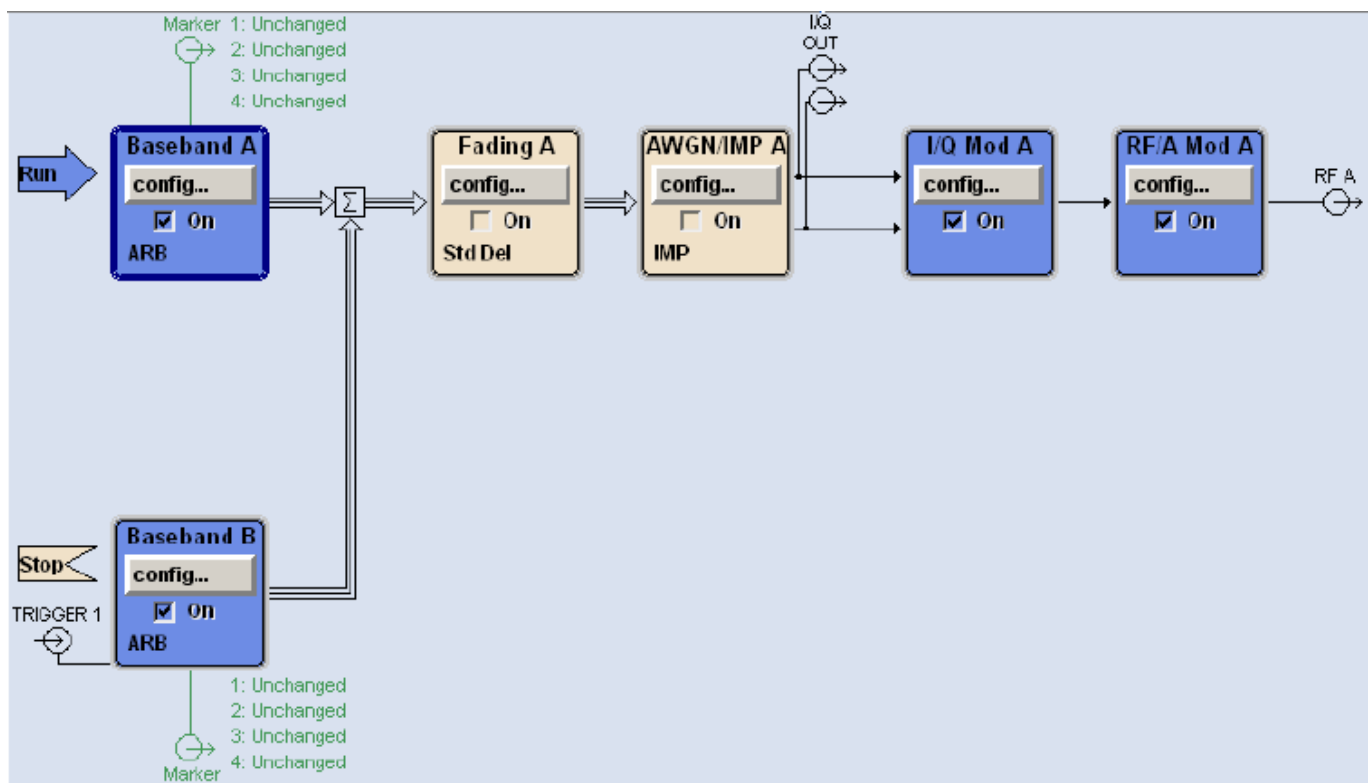 Marker 1: Unchanged
2: Unchanged
3: Unchanged
4: Unchanged
I/Q
OUT
Run
Baseband A
config...
On
ARB
Σ
Fading A
config...
On
Std Del
AWGN/IMP A
config...
On
IMP
I/Q Mod A
config...
On
RF/A Mod A
config...
On
RF A
Stop
TRIGGER 1
Baseband B
config...
On
ARB
1: Unchanged
2: Unchanged
3: Unchanged
Marker 4: Unchanged